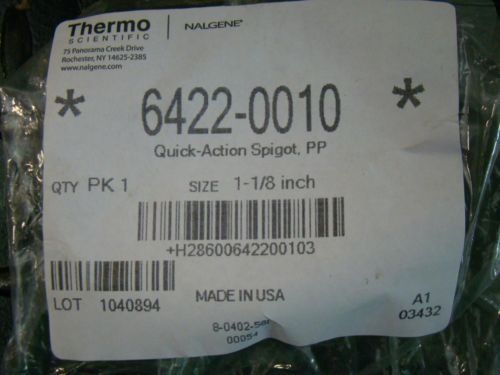 Thermo
SCIENTIFIC
NALGENE®
75 Panorama Creek Drive
Rochester, NY 14625-2385
www.nalgene.com
* 6422-0010 *
Quick-Action Spigot, PP
QTY PK 1 SIZE 1-1/8 inch
+H28600642200103
LOT 1040894 MADE IN USA
A1
03432
8-0402-